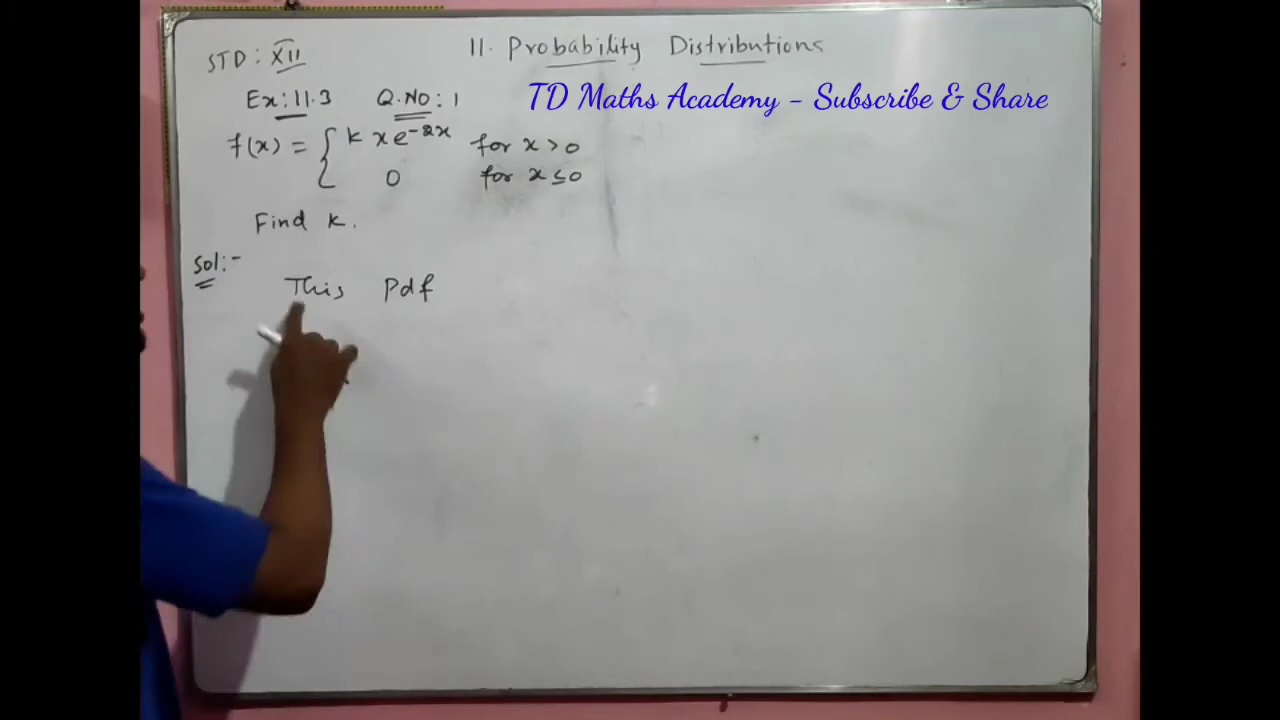 STD: XII
11. Probability Distributions
Ex: 11.3 Q.NO: 1
TD Maths Academy - Subscribe & Share
f(x) = { k x e^-2x for x > 0
0 for x ≤ 0
Find k.
Sol:-
This Pdf